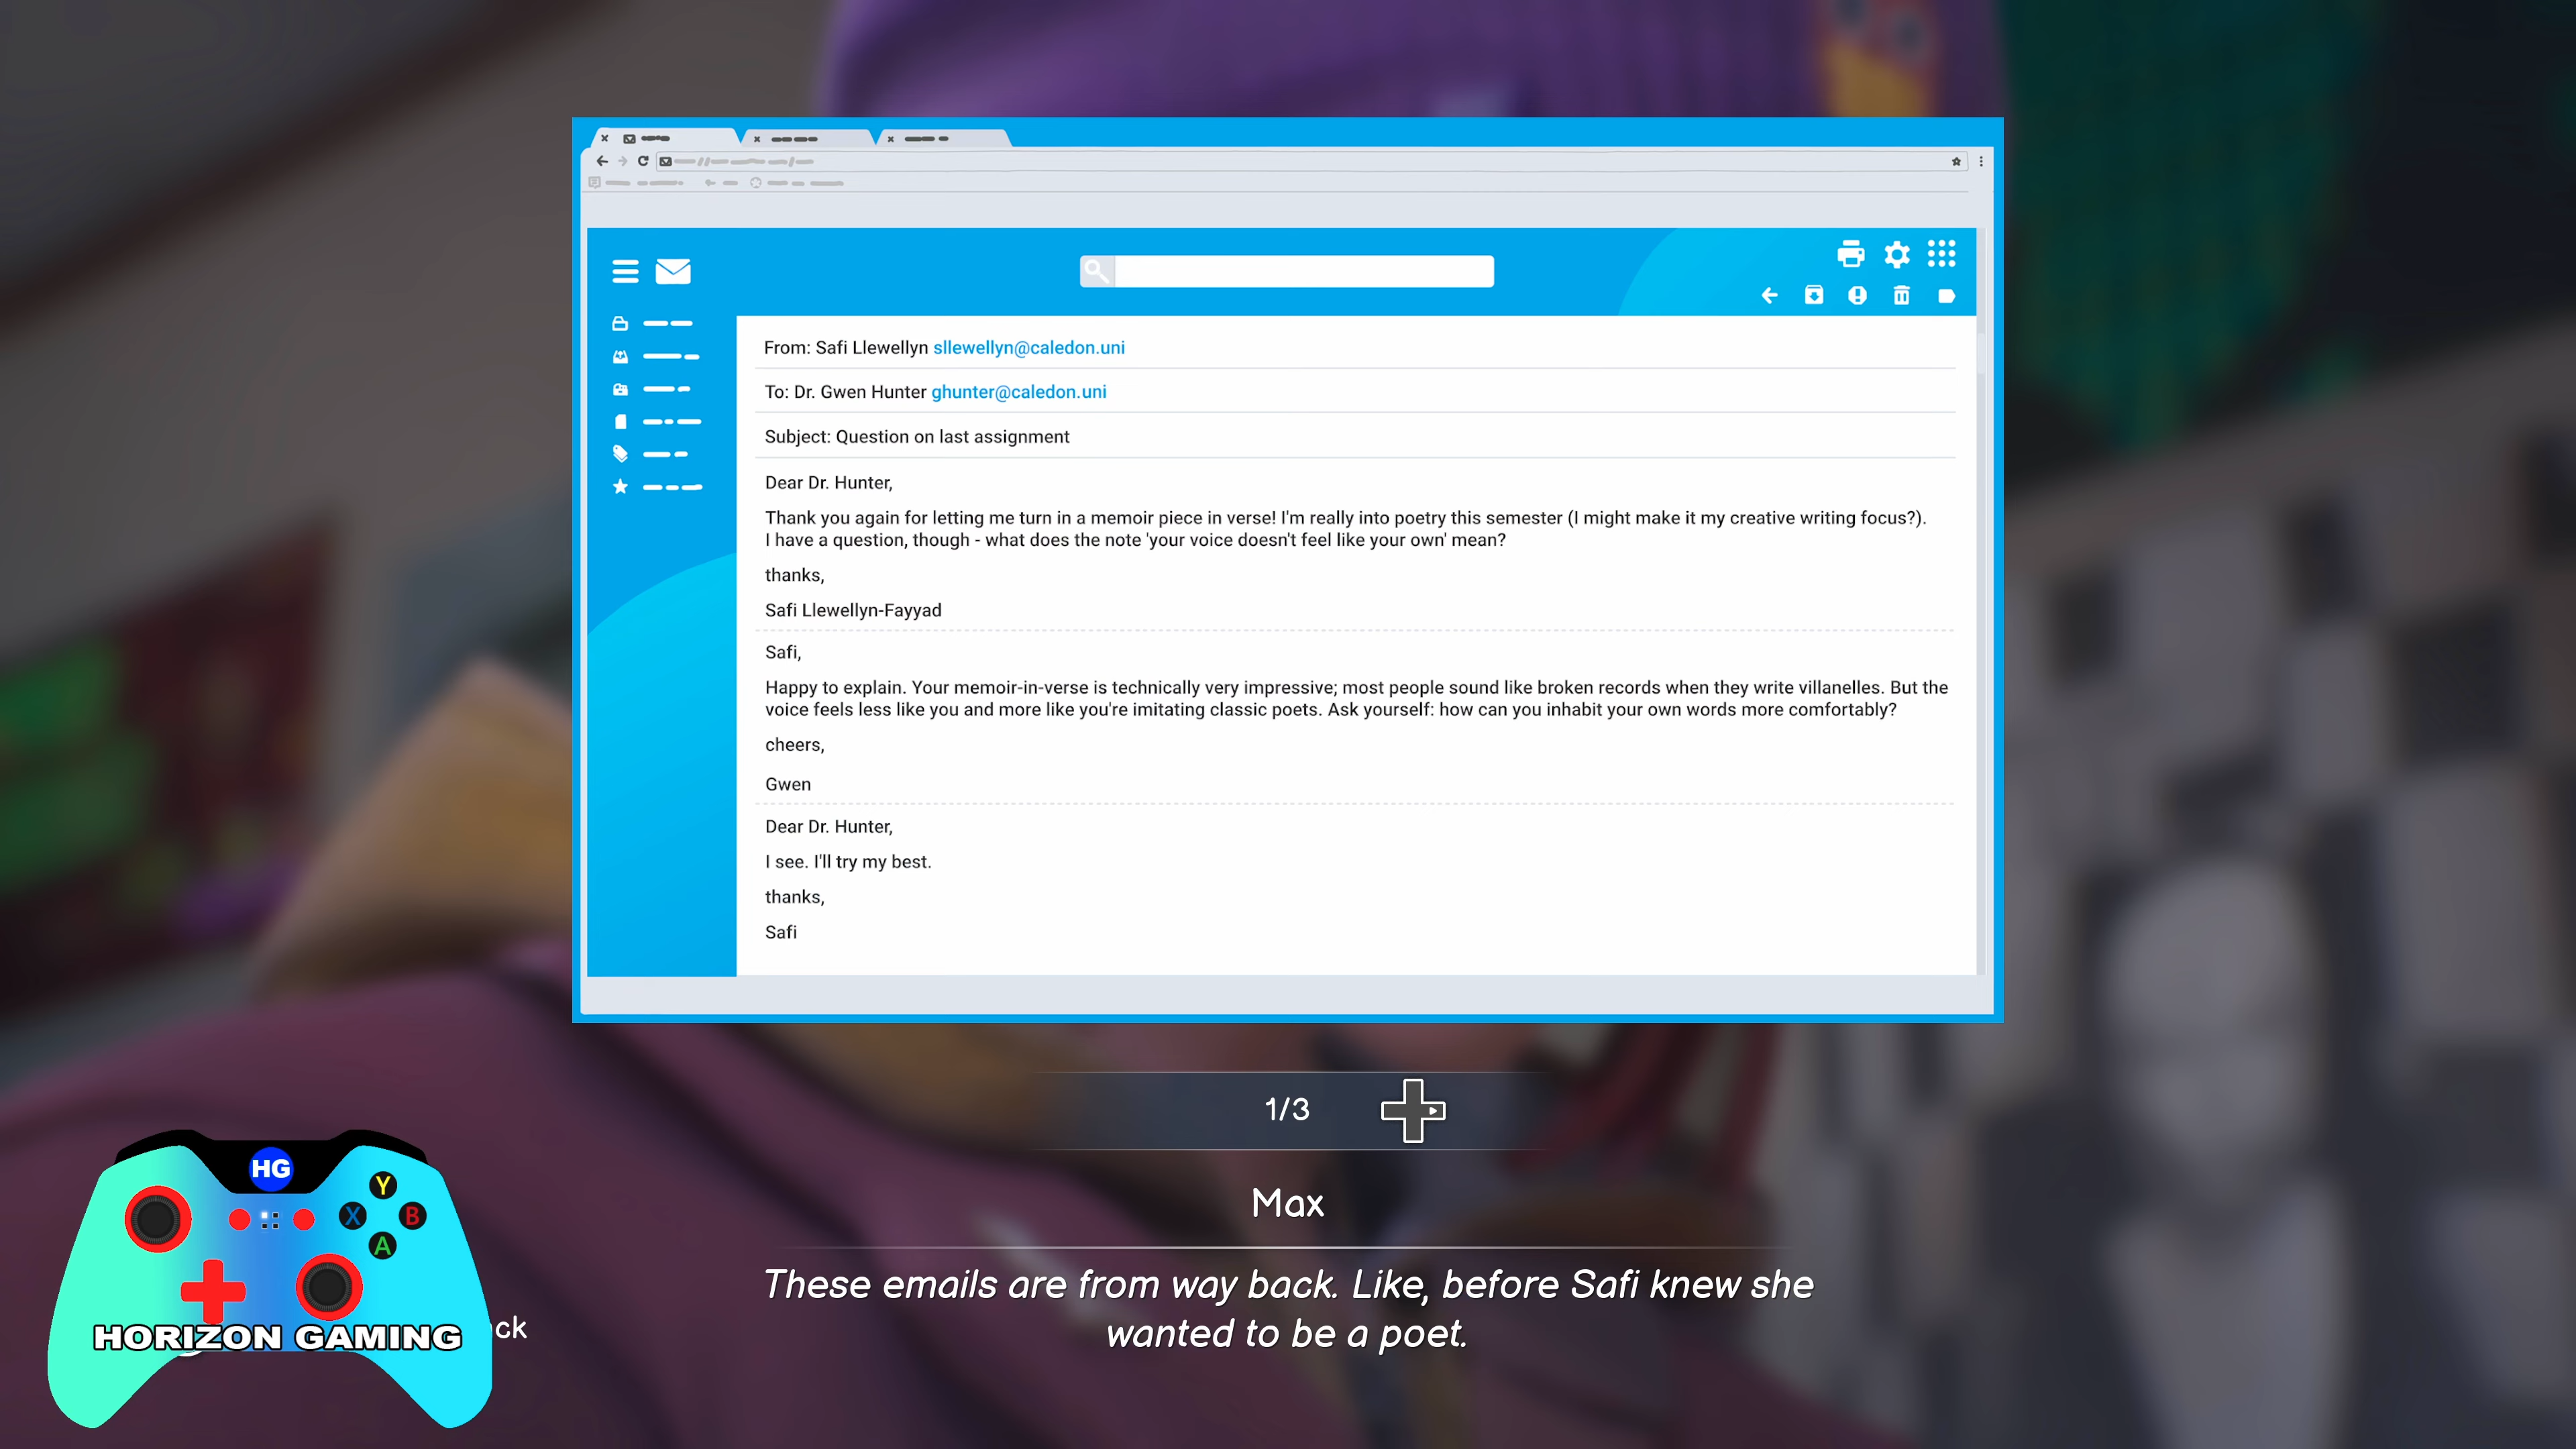 From: Safi Llewellyn sllewellyn@caledon.uni
To: Dr. Gwen Hunter ghunter@caledon.uni
Subject: Question on last assignment
Dear Dr. Hunter,
Thank you again for letting me turn in a memoir piece in verse! I'm really into poetry this semester (I might make it my creative writing focus?).
I have a question, though - what does the note 'your voice doesn't feel like your own' mean?
thanks,
Safi Llewellyn-Fayyad
Safi,
Happy to explain. Your memoir-in-verse is technically very impressive; most people sound like broken records when they write villanelles. But the
voice feels less like you and more like you're imitating classic poets. Ask yourself: how can you inhabit your own words more comfortably?
cheers,
Gwen
Dear Dr. Hunter,
I see. I'll try my best.
thanks,
Safi
1/3
Max
These emails are from way back. Like, before Safi knew she
wanted to be a poet.
HG
Y
X B
A
HORIZON GAMING
ck